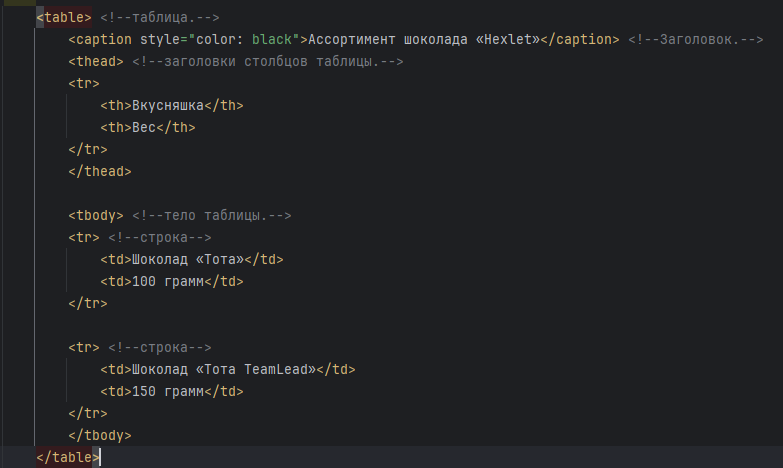 <table> <!--таблица.-->
<caption style="color: black">Ассортимент шоколада «Hexlet»</caption> <!--Заголовок.-->
<thead> <!--заголовки столбцов таблицы.-->
<tr>
<th>Вкусняшка</th>
<th>Вес</th>
</tr>
</thead>
<tbody> <!--тело таблицы.-->
<tr> <!--строка-->
<td>Шоколад «Тота»</td>
<td>100 грамм</td>
</tr>
<tr> <!--строка-->
<td>Шоколад «Тота TeamLead»</td>
<td>150 грамм</td>
</tr>
</tbody>
</table>